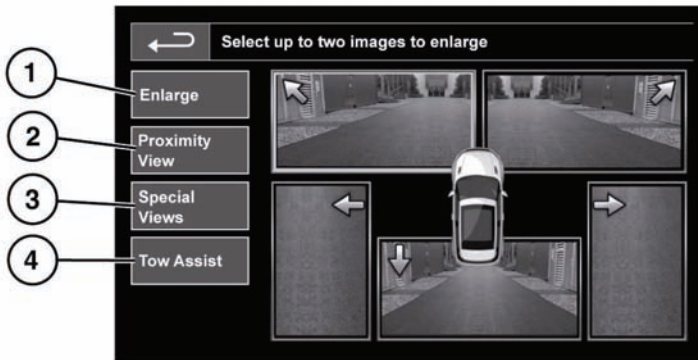 Select up to two images to enlarge
1
Enlarge
2
Proximity
View
3
Special
Views
4
Tow Assist